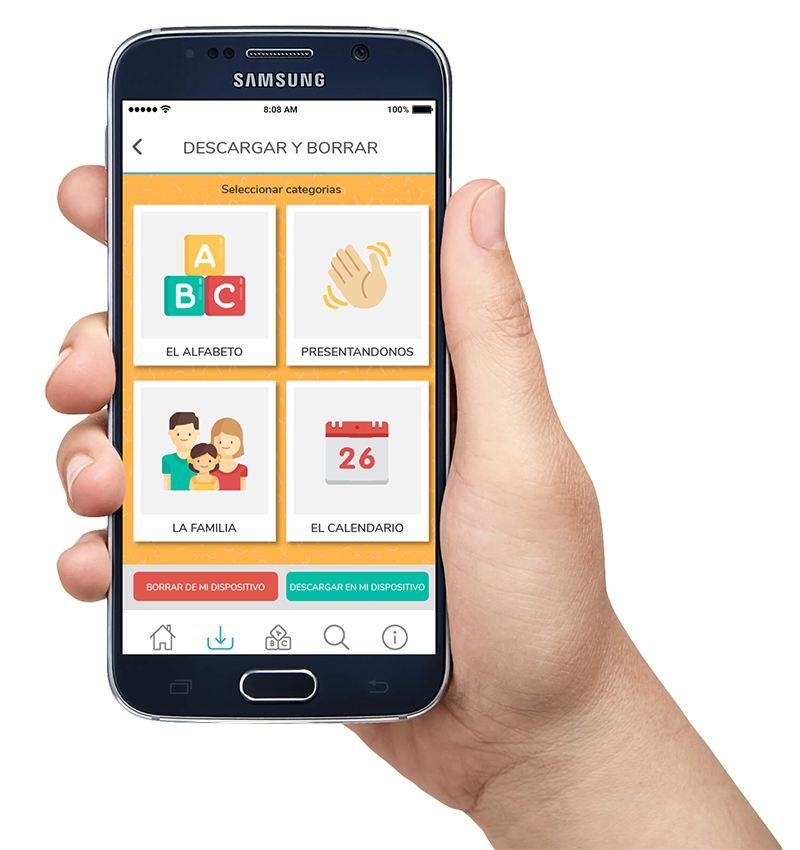 SAMSUNG
8:08 AM
100%
DESCARGAR Y BORRAR
Seleccionar categorias
A
B C
EL ALFABETO
PRESENTANDONOS
26
LA FAMILIA
EL CALENDARIO
BORRAR DE MI DISPOSITIVO
DESCARGAR EN MI DISPOSITIVO
B C